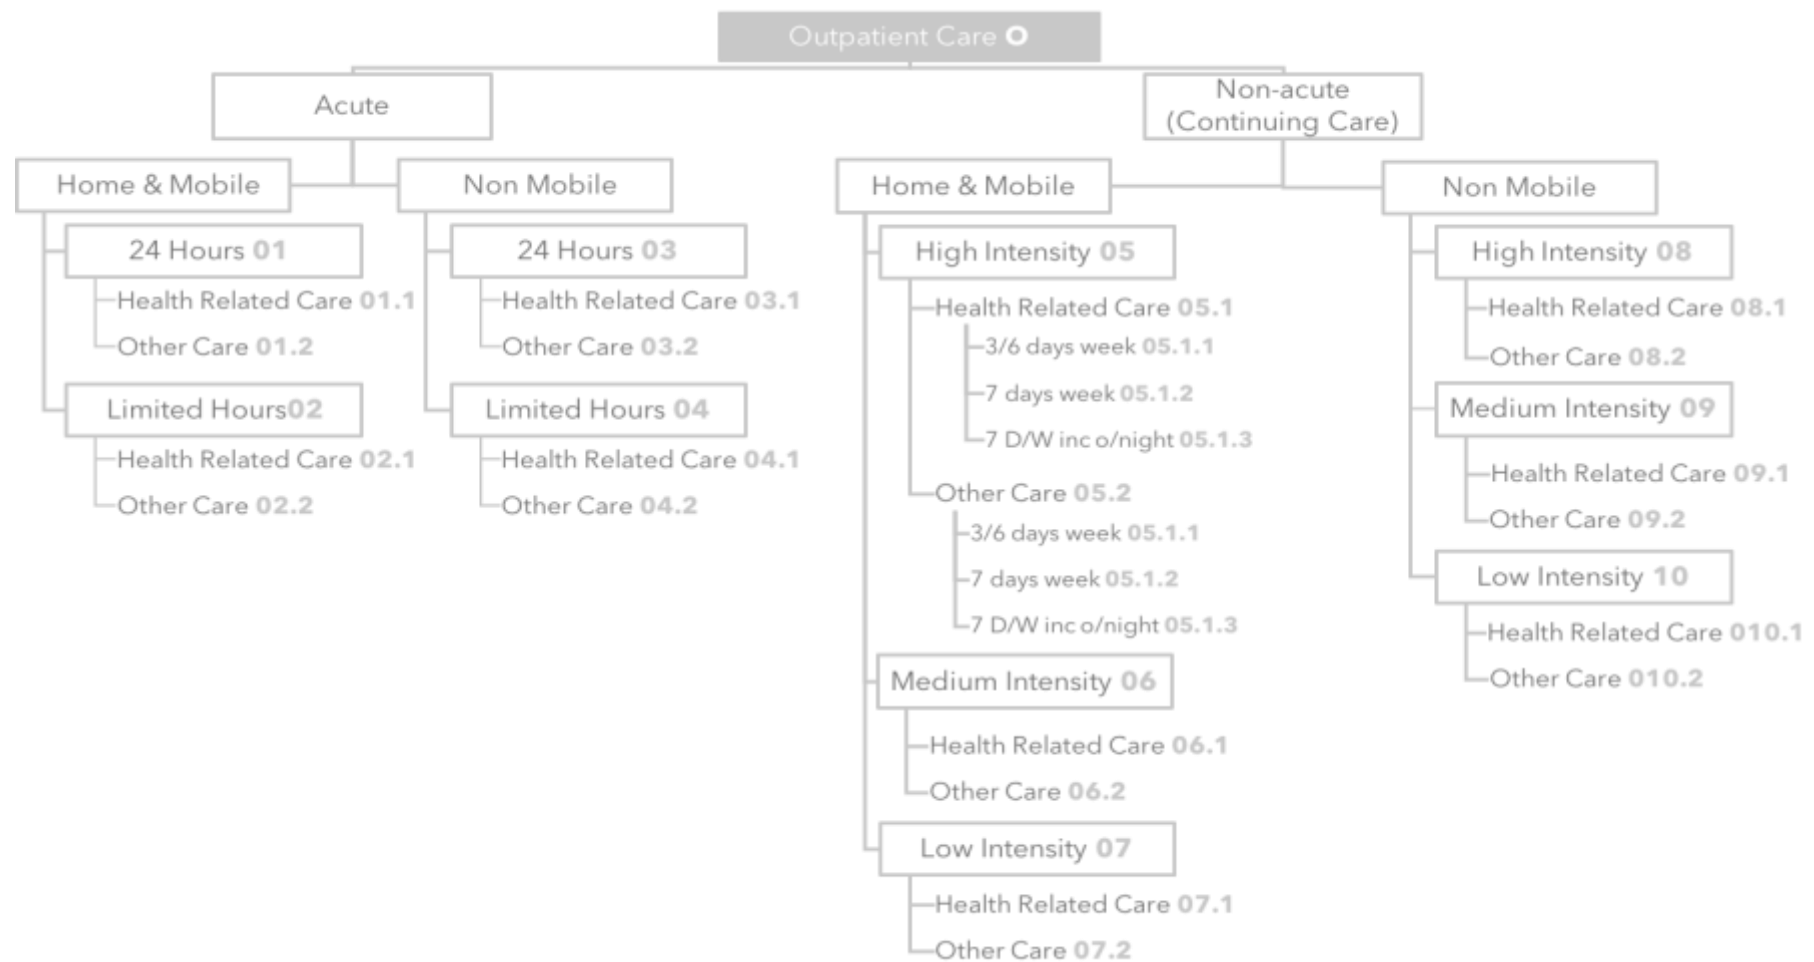 Outpatient Care O
Acute
Home & Mobile
24 Hours 01
Health Related Care 01.1
Other Care 01.2
Limited Hours02
Health Related Care 02.1
Other Care 02.2
Non Mobile
24 Hours 03
Health Related Care 03.1
Other Care 03.2
Limited Hours 04
Health Related Care 04.1
Other Care 04.2
Non-acute
(Continuing Care)
Home & Mobile
High Intensity 05
Health Related Care 05.1
3/6 days week 05.1.1
7 days week 05.1.2
7 D/W inc o/night 05.1.3
Other Care 05.2
3/6 days week 05.1.1
7 days week 05.1.2
7 D/W inc o/night 05.1.3
Medium Intensity 06
Health Related Care 06.1
Other Care 06.2
Low Intensity 07
Health Related Care 07.1
Other Care 07.2
Non Mobile
High Intensity 08
Health Related Care 08.1
Other Care 08.2
Medium Intensity 09
Health Related Care 09.1
Other Care 09.2
Low Intensity 10
Health Related Care 010.1
Other Care 010.2